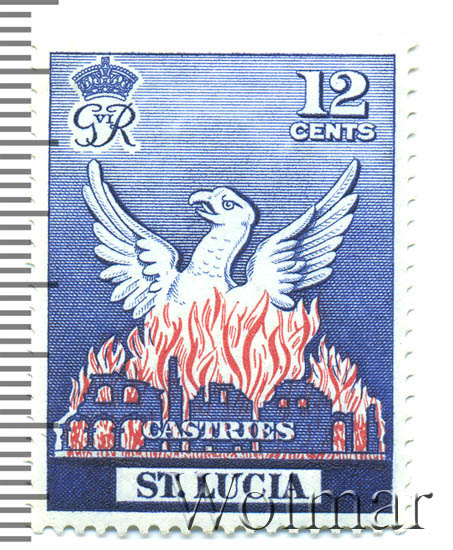 GVIR
12
CENTS
CASTRIES
ST. LUCIA
Wolmar